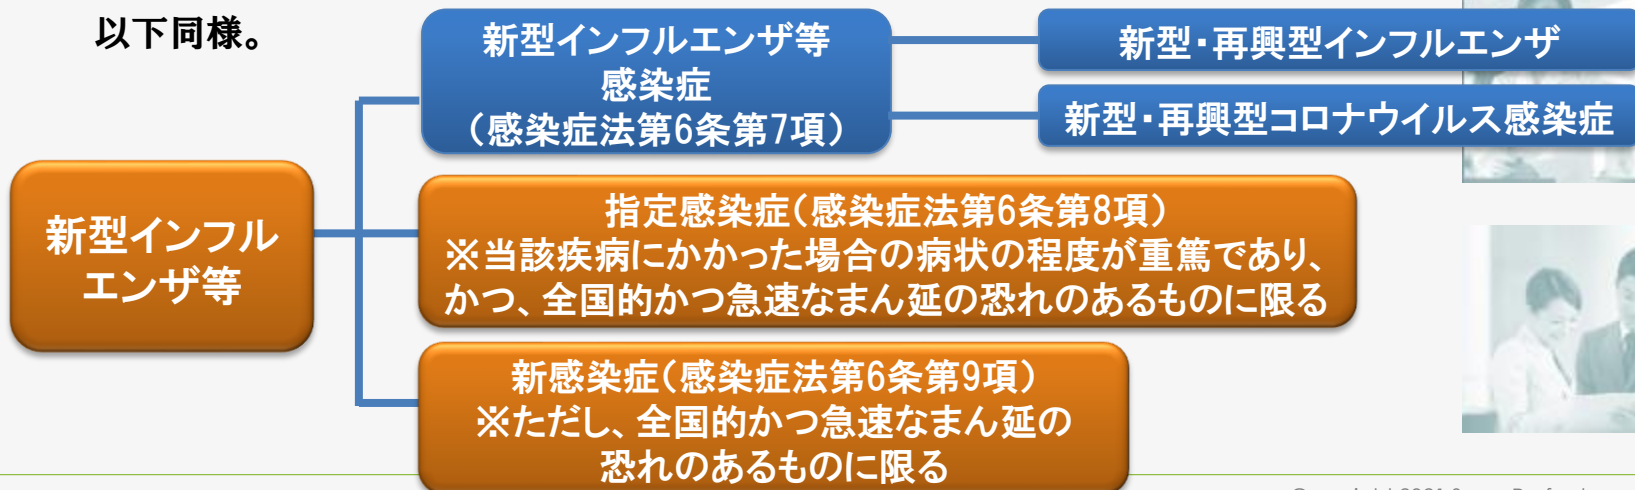 以下同様。
新型インフルエンザ等
感染症
（感染症法第6条第7項）
新型・再興型インフルエンザ
新型・再興型コロナウイルス感染症
新型インフル
エンザ等
指定感染症（感染症法第6条第8項）
※当該疾病にかかった場合の病状の程度が重篤であり、
かつ、全国的かつ急速なまん延の恐れのあるものに限る
新感染症（感染症法第6条第9項）
※ただし、全国的かつ急速なまん延の
恐れのあるものに限る